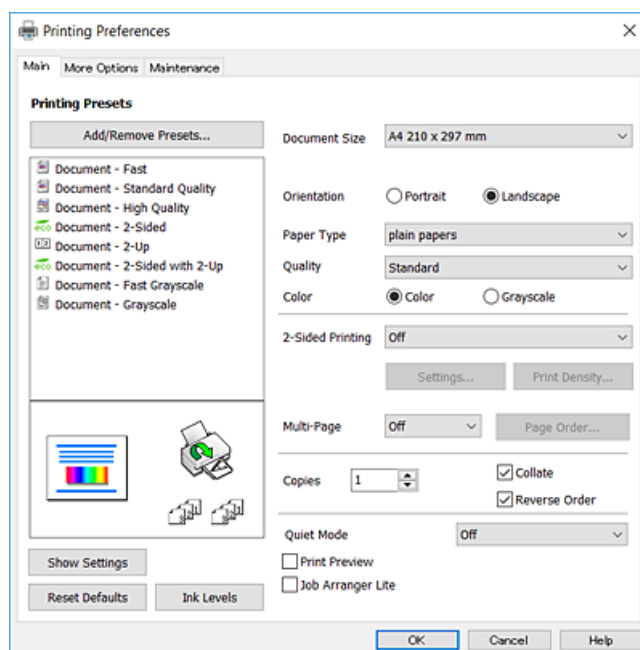 Printing Preferences
Main More Options Maintenance
Printing Presets
Add/Remove Presets...
Document - Fast
Document - Standard Quality
Document - High Quality
eco Document - 2-Sided
Document - 2-Up
eco Document - 2-Sided with 2-Up
Document - Fast Grayscale
Document - Grayscale
Show Settings
Reset Defaults Ink Levels
Document Size A4 210 x 297 mm
Orientation Portrait Landscape
Paper Type plain papers
Quality Standard
Color Color Grayscale
2-Sided Printing Off
Settings... Print Density...
Multi-Page Off Page Order...
Copies 1 Collate
Reverse Order
Quiet Mode Off
Print Preview
Job Arranger Lite
OK Cancel Help